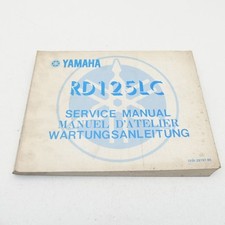 YAMAHA
RD125LC
SERVICE MANUAL
MANUEL D'ATELIER
WARTUNGSANLEITUNG